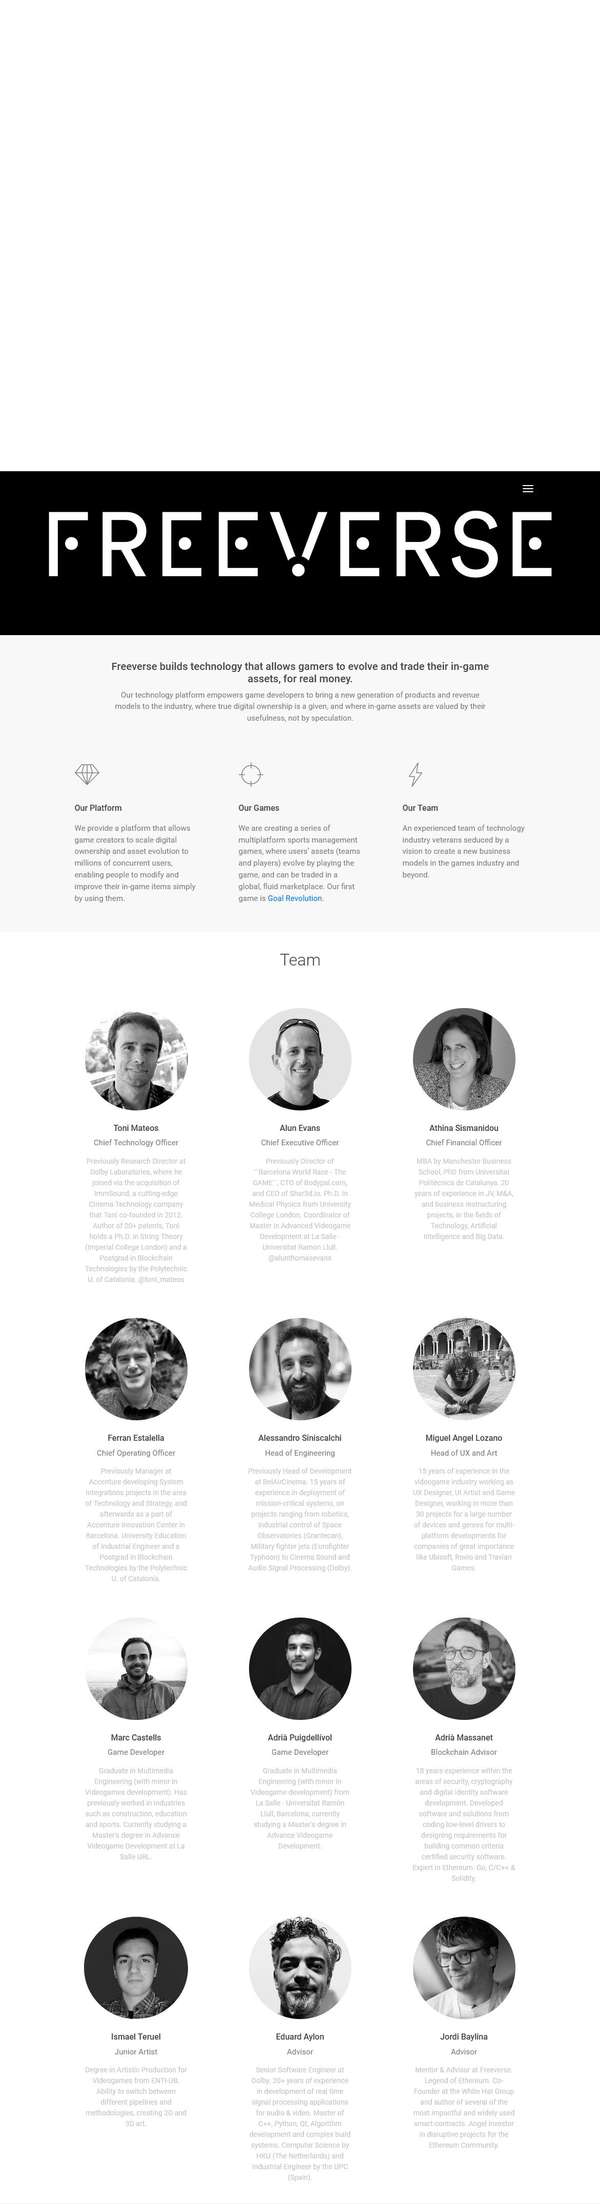 FREEVERSE
Freeverse builds technology that allows gamers to evolve and trade their in-game
assets, for real money.
Our technology platform empowers game developers to bring a new generation of products and revenue
models to the industry, where true digital ownership is a given, and where in-game assets are valued by their
usefulness, not by speculation.
Our Platform
We provide a platform that allows
game creators to scale digital
ownership and asset evolution to
millions of concurrent users,
enabling people to modify and
improve their in-game items simply
by using them.
Our Games
We are creating a series of
multiplatform sports management
games, where users' assets (teams
and players) evolve by playing the
game, and can be traded in a
global, fluid marketplace. Our first
game is Goal Revolution.
Our Team
An experienced team of technology
industry veterans seduced by a
vision to create a new business
models in the games industry and
beyond.
Team
Toni Mateos
Chief Technology Officer
Previously Research Director at
Dolby Laboratories, where he
joined via the acquisition of
ImmSound, a cutting-edge
Cinema Technology company
that Toni co-founded in 2012.
Author of 20+ patents, Toni
holds a Ph.D. in String Theory
(Imperial College London) and a
Postgrad in Blockchain
Technologies by the Polytechnic
U. of Catalonia. @toni_mateos
Alun Evans
Chief Executive Officer
Previously Director of
``Barcelona World Race - The
GAME``, CTO of Bodypal.com,
and CEO of Shar3d.io. Ph.D. in
Medical Physics from University
College London, Coordinator of
Master in Advanced Videogame
Development at La Salle -
Universitat Ramon Llull.
@alunthomasevans
Athina Sismanidou
Chief Financial Officer
MBA by Manchester Business
School, PhD from Universitat
Politècnica de Catalunya. 20
years of experience in JV, M&A,
and business restructuring
projects, in the fields of
Technology, Artificial
Intelligence and Big Data.
Ferran Estalella
Chief Operating Officer
Previously Manager at
Accenture developing System
Integrations projects in the area
of Technology and Strategy, and
afterwards as a part of
Accenture Innovation Center in
Barcelona. University Education
of Industrial Engineer and a
Postgrad in Blockchain
Technologies by the Polytechnic
U. of Catalonia.
Alessandro Siniscalchi
Head of Engineering
Previously Head of Development
at BelAirCinema. 15 years of
experience in deployment of
mission-critical systems, on
projects ranging from robotics,
industrial control of Space
Observatories (Grantecan),
Military fighter jets (Eurofighter
Typhoon) to Cinema Sound and
Audio Signal Processing (Dolby).
Miguel Angel Lozano
Head of UX and Art
15 years of experience in the
videogame industry working as
UX Designer, UI Artist and Game
Designer, working in more than
30 projects for a large number
of devices and genres for multi-
platform developments for
companies of great importance
like Ubisoft, Rovio and Travian
Games.
Marc Castells
Game Developer
Graduate in Multimedia
Engineering (with minor in
Videogames development). Has
previously worked in industries
such as construction, education
and sports. Currently studying a
Master's degree in Advance
Videogame Development at La
Salle URL.
Adrià Puigdellívol
Game Developer
Graduate in Multimedia
Engineering (with minor in
Videogame development) from
La Salle - Universitat Ramón
Llull, Barcelona, currently
studying a Master's degree in
Advance Videogame
Development.
Adrià Massanet
Blockchain Advisor
18 years experience within the
areas of security, cryptography
and digital identity software
development. Developed
software and solutions from
coding low-level drivers to
designing requirements for
building common criteria
certified security software.
Expert in Ethereum. Go, C/C++ &
Solidity.
Ismael Teruel
Junior Artist
Degree in Artistic Production for
Videogames from ENTI-UB.
Ability to switch between
different pipelines and
methodologies, creating 2D and
3D art.
Eduard Aylon
Advisor
Senior Software Engineer at
Dolby. 20+ years of experience
in development of real time
signal processing applications
for audio & video. Master of
C++, Python, Qt, Algorithm
development and complex build
systems. Computer Science by
HKU (The Netherlands) and
Industrial Engineer by the UPC
(Spain).
Jordi Baylina
Advisor
Mentor & Advisor at Freeverse.
Legend of Ethereum. Co-
Founder at the White Hat Group
and author of several of the
most impactful and widely used
smart contracts. Angel Investor
in disruptive projects for the
Ethereum Community.